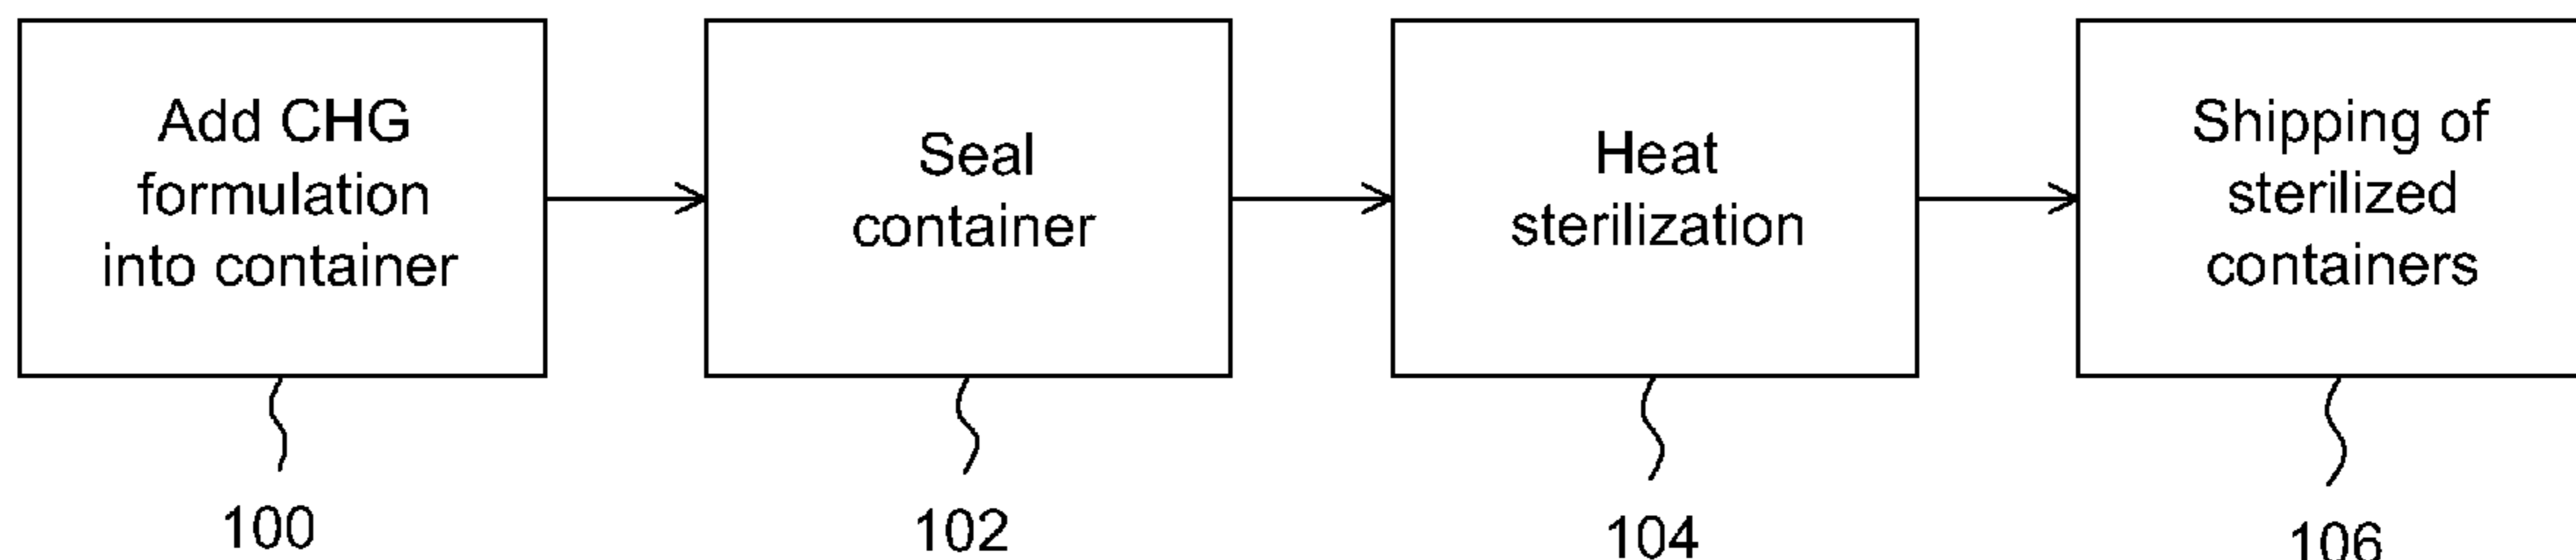 Add CHG
formulation
into container
Seal
container
Heat
sterilization
Shipping of
sterilized
containers
100
102
104
106